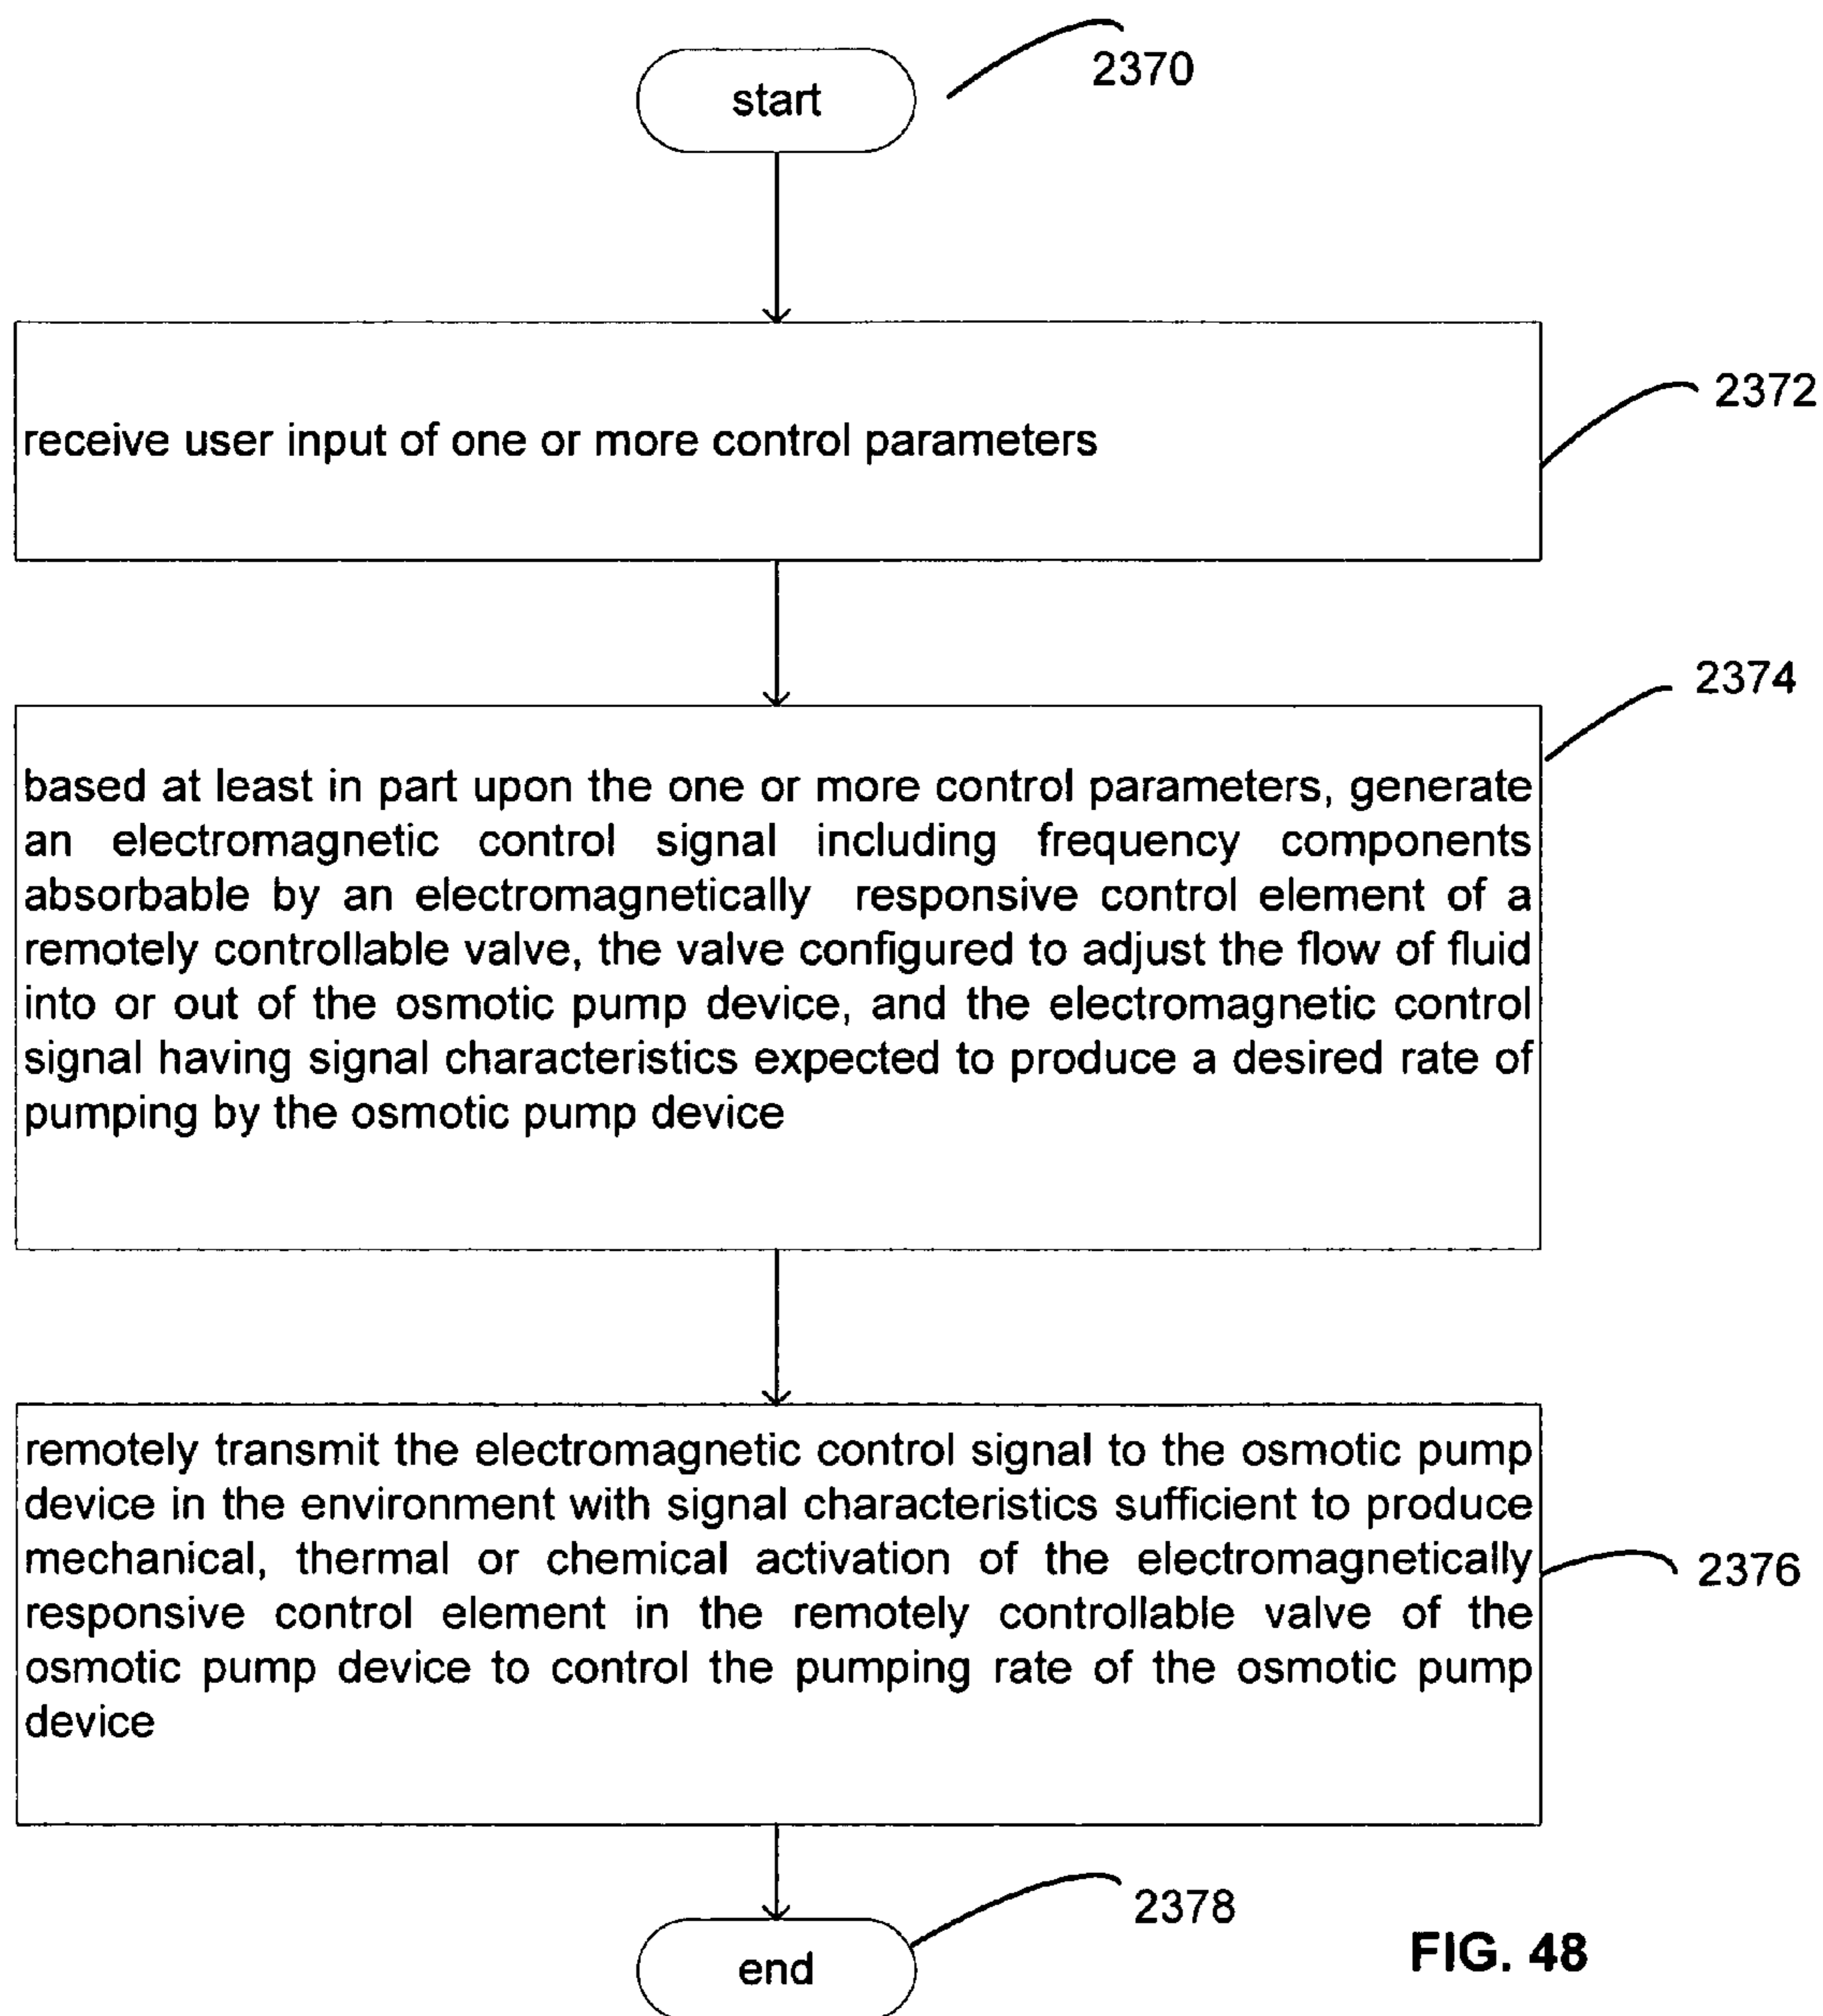 start
2370
receive user input of one or more control parameters
2372
2374
based at least in part upon the one or more control parameters, generate
an electromagnetic control signal including frequency components
absorbable by an electromagnetically responsive control element of a
remotely controllable valve, the valve configured to adjust the flow of fluid
into or out of the osmotic pump device, and the electromagnetic control
signal having signal characteristics expected to produce a desired rate of
pumping by the osmotic pump device
remotely transmit the electromagnetic control signal to the osmotic pump
device in the environment with signal characteristics sufficient to produce
mechanical, thermal or chemical activation of the electromagnetically
responsive control element in the remotely controllable valve of the
osmotic pump device to control the pumping rate of the osmotic pump
device
2376
2378
end
FIG. 48